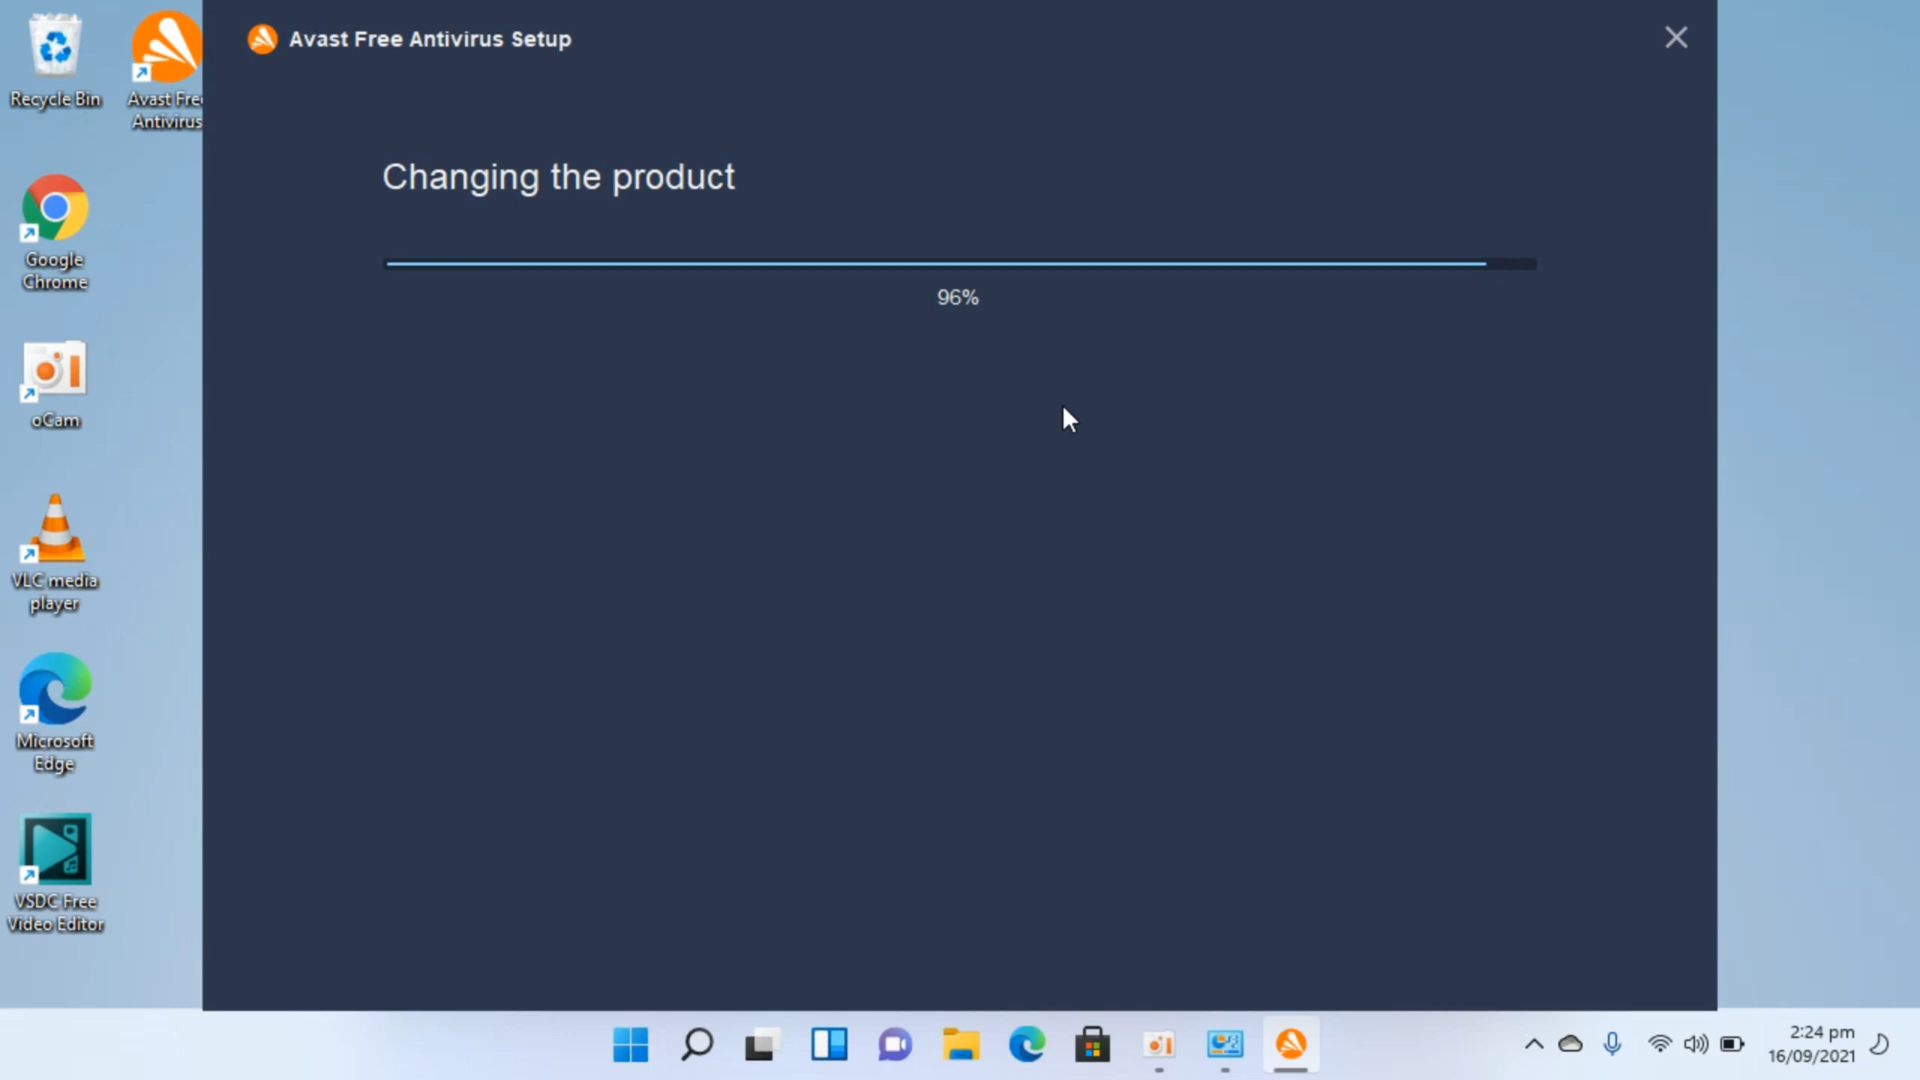 Avast Free Antivirus Setup
Recycle Bin
Avast Fre
Antivirus
Changing the product
96%
Google
Chrome
oCam
VLC media
player
Microsoft
Edge
VSDC Free
Video Editor
2:24 pm
16/09/2021